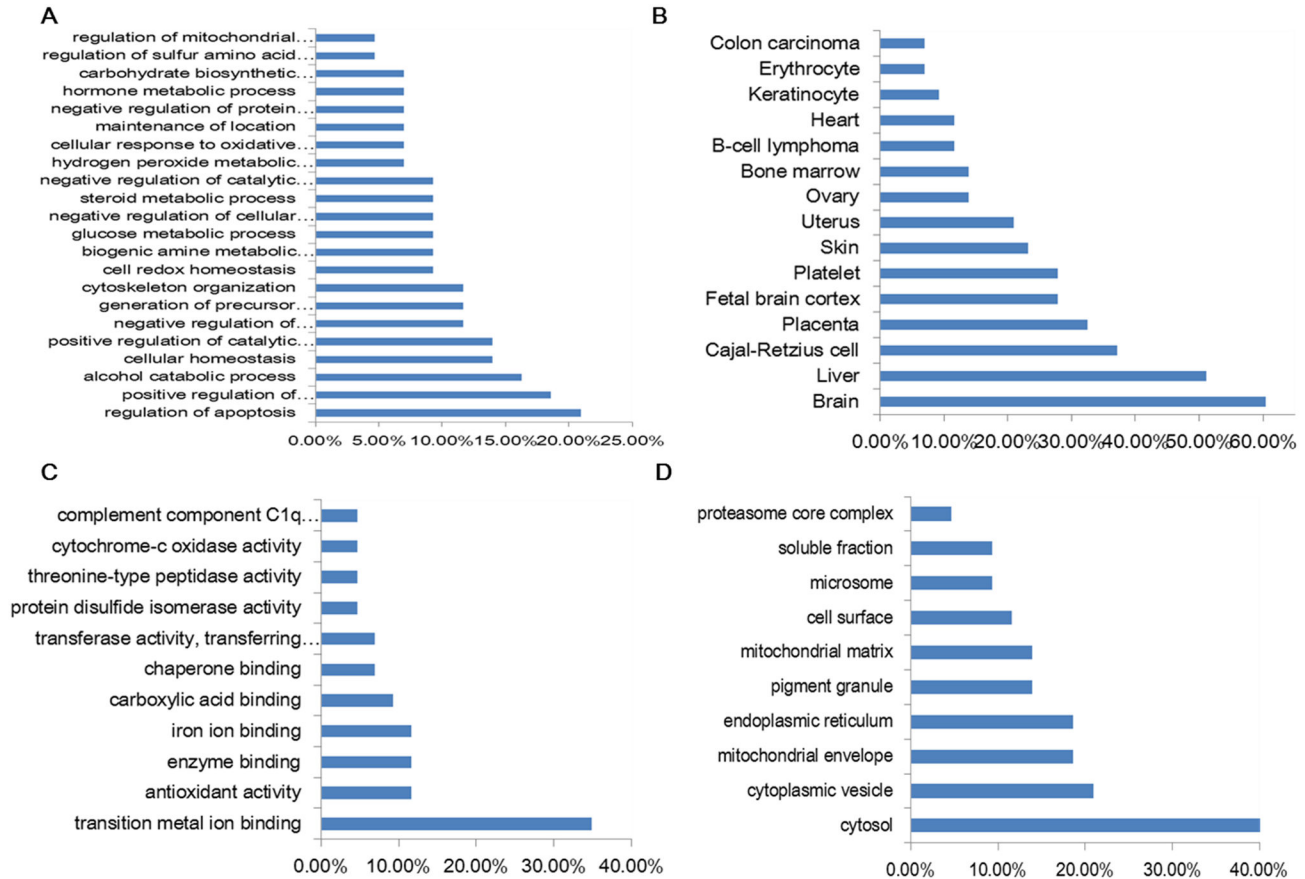 A
regulation of mitochondrial…
regulation of sulfur amino acid…
carbohydrate biosynthetic…
hormone metabolic process
negative regulation of protein…
maintenance of location
cellular response to oxidative…
hydrogen peroxide metabolic…
negative regulation of catalytic…
steroid metabolic process
negative regulation of cellular…
glucose metabolic process
biogenic amine metabolic…
cell redox homeostasis
cytoskeleton organization
generation of precursor…
negative regulation of…
positive regulation of catalytic…
cellular homeostasis
alcohol catabolic process
positive regulation of…
regulation of apoptosis
0.00% 5.00% 10.00% 15.00% 20.00% 25.00%
B
Colon carcinoma
Erythrocyte
Keratinocyte
Heart
B-cell lymphoma
Bone marrow
Ovary
Uterus
Skin
Platelet
Fetal brain cortex
Placenta
Cajal-Retzius cell
Liver
Brain
0.00% 10.00% 20.00% 30.00% 40.00% 50.00% 60.00%
C
complement component C1q…
cytochrome-c oxidase activity
threonine-type peptidase activity
protein disulfide isomerase activity
transferase activity, transferring…
chaperone binding
carboxylic acid binding
iron ion binding
enzyme binding
antioxidant activity
transition metal ion binding
0.00% 10.00% 20.00% 30.00% 40.00%
D
proteasome core complex
soluble fraction
microsome
cell surface
mitochondrial matrix
pigment granule
endoplasmic reticulum
mitochondrial envelope
cytoplasmic vesicle
cytosol
0.00% 10.00% 20.00% 30.00% 40.00%